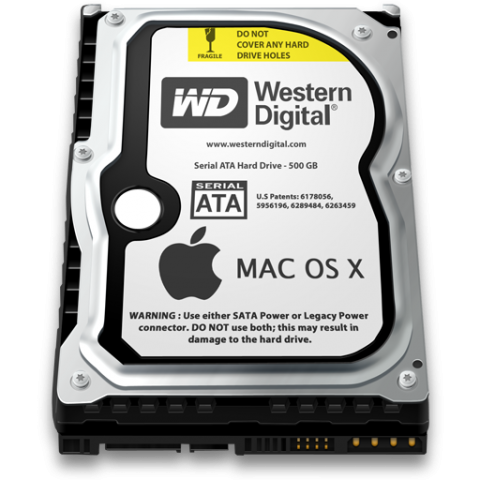 DO NOT
COVER ANY HARD
DRIVE HOLES
FRAGILE
WD Western
Digital®
www.westerndigital.com
Serial ATA Hard Drive - 500 GB
SERIAL
ATA
U.S Patents: 6178056,
5956196, 6289484, 6263459
MAC OS X
WARNING : Use either SATA Power or Legacy Power
connector. DO NOT use both; this may result in
damage to the hard drive.